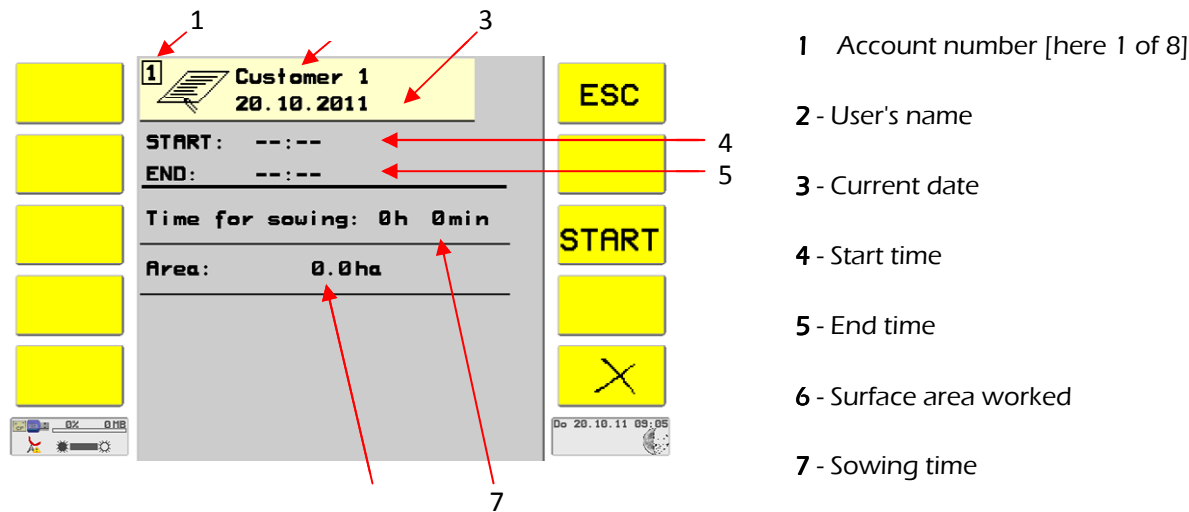 1
3
1
Customer 1
20.10.2011
ESC
START: --:--
4
END: --:--
5
Time for sowing: 0h 0min
START
Area: 0.0ha
0% 0MB
Do 20.10.11 09:05
7
1 Account number [here 1 of 8]
2 - User's name
3 - Current date
4 - Start time
5 - End time
6 - Surface area worked
7 - Sowing time